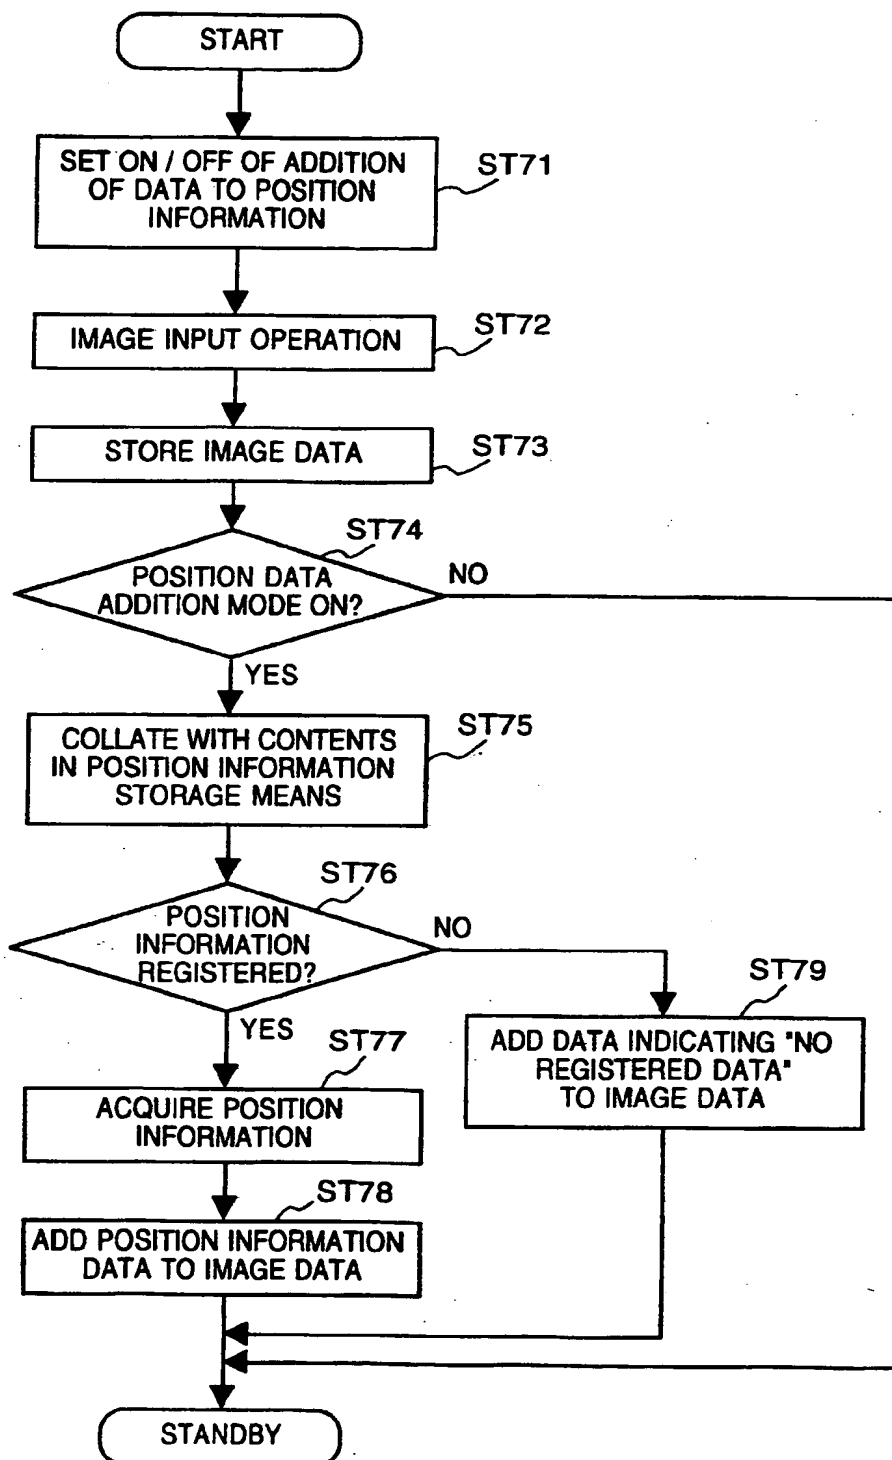 START
SET ON / OFF OF ADDITION
OF DATA TO POSITION
INFORMATION
ST71
IMAGE INPUT OPERATION
ST72
STORE IMAGE DATA
ST73
ST74
POSITION DATA
ADDITION MODE ON?
NO
YES
COLLATE WITH CONTENTS
IN POSITION INFORMATION
STORAGE MEANS
ST75
ST76
POSITION
INFORMATION
REGISTERED?
NO
YES
ST79
ADD DATA INDICATING "NO
REGISTERED DATA"
TO IMAGE DATA
ST77
ACQUIRE POSITION
INFORMATION
ST78
ADD POSITION INFORMATION
DATA TO IMAGE DATA
STANDBY